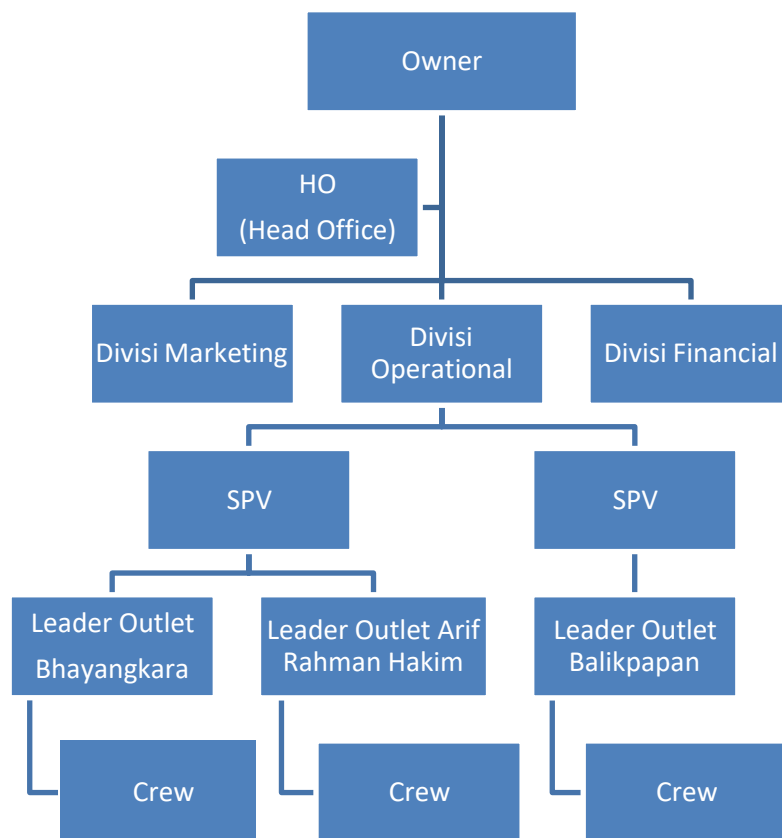 Owner
HO
(Head Office)
Divisi Marketing
Divisi
Operational
Divisi Financial
SPV
SPV
Leader Outlet
Bhayangkara
Leader Outlet Arif
Rahman Hakim
Leader Outlet
Balikpapan
Crew
Crew
Crew